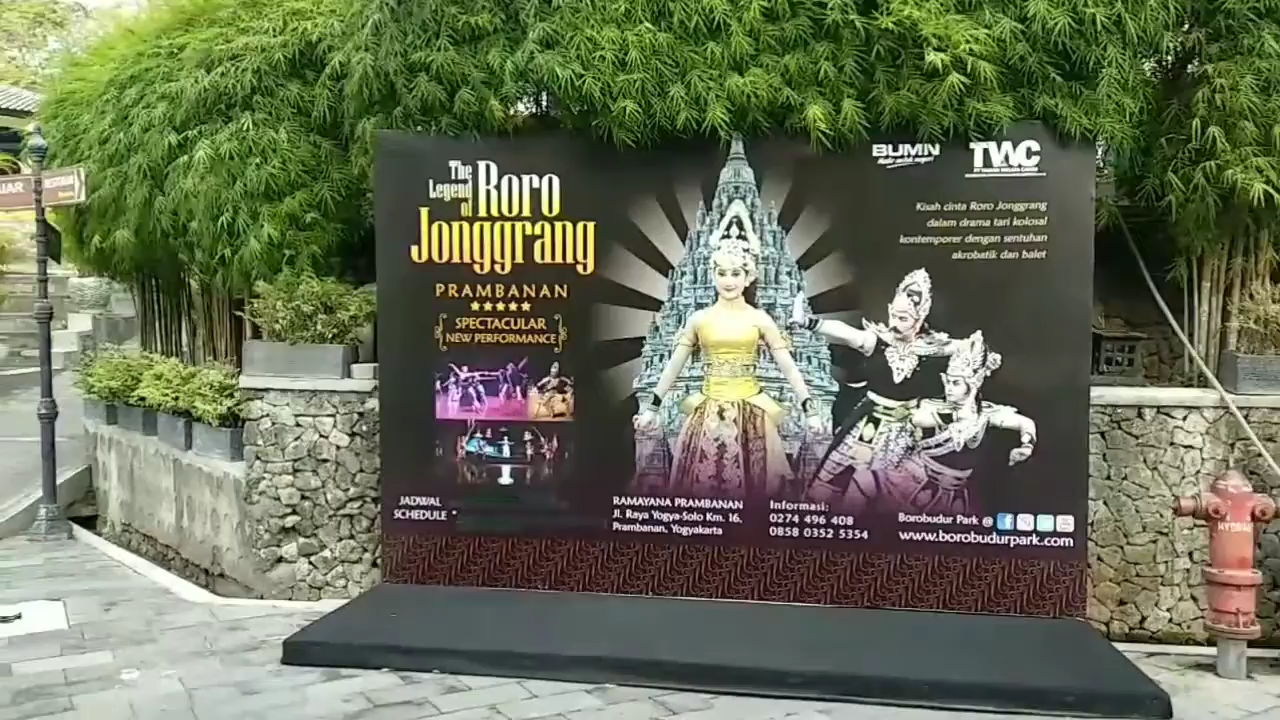 The
Legend
of Roro
Jonggrang
PRAMBANAN
SPECTACULAR
NEW PERFORMANCE
JADWAL
SCHEDULE
BUMN
TWC
Kisah cinta Roro Jonggrang
dalam drama tari kolosal
kontemporer dengan sentuhan
akrobatik dan balet
RAMAYANA PRAMBANAN
Jl. Raya Yogya-Solo Km. 16,
Prambanan, Yogyakarta
Informasi:
0274 496 408
0858 0352 5354
Borobudur Park @
www.borobudurpark.com